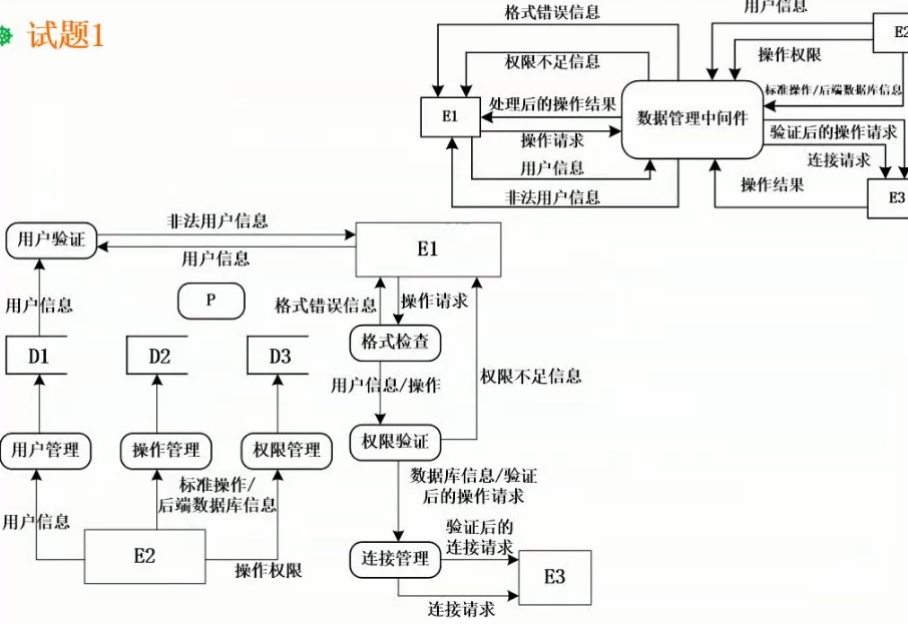 试题1
格式错误信息
权限不足信息
E1
处理后的操作结果
操作请求
用户信息
非法用户信息
数据管理中间件
用户信息
操作权限
E2
标准操作/后端数据库信息
验证后的操作请求
连接请求
操作结果
E3
用户验证
非法用户信息
用户信息
E1
用户信息
P
格式错误信息
操作请求
D1
D2
D3
格式检查
用户信息/操作
权限不足信息
用户管理
操作管理
权限管理
权限验证
标准操作/
后端数据库信息
数据库信息/验证
后的操作请求
用户信息
E2
操作权限
验证后的
连接请求
连接管理
E3
连接请求